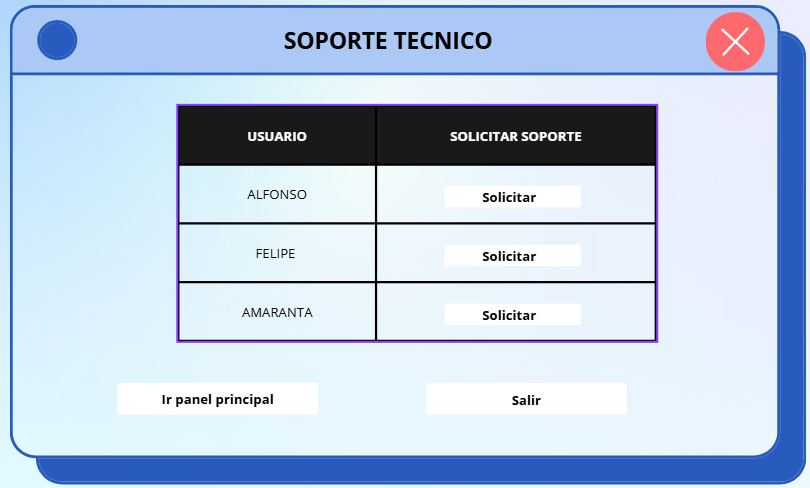 SOPORTE TECNICO
USUARIO SOLICITAR SOPORTE
ALFONSO Solicitar
FELIPE Solicitar
AMARANTA Solicitar
Ir panel principal Salir